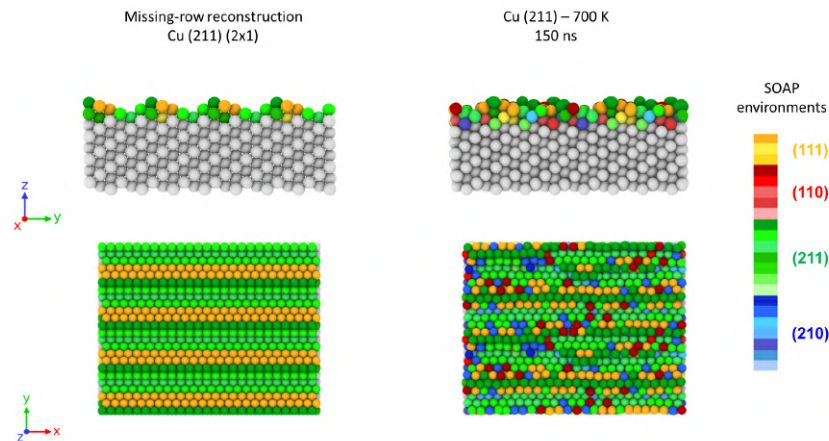 Missing-row reconstruction
Cu (211) (2x1)
Cu (211) – 700 K
150 ns
SOAP
environments
(111)
(110)
(211)
(210)
z
x
y
y
z
x